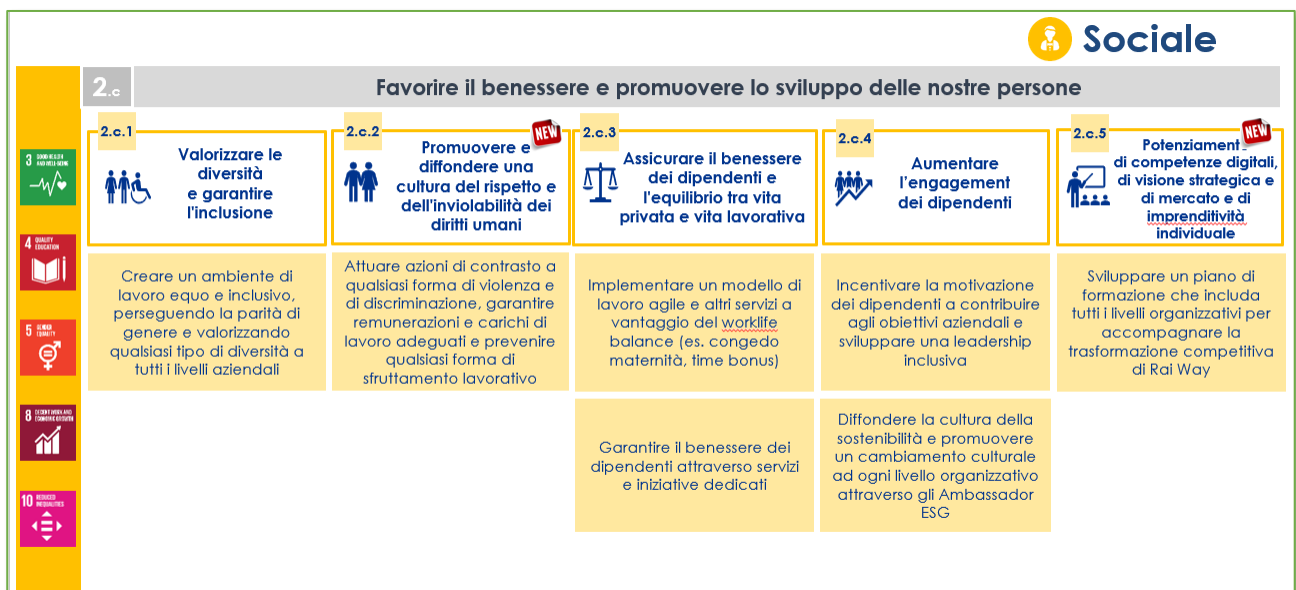 Sociale
2.c
Favorire il benessere e promuovere lo sviluppo delle nostre persone
3 GOOD HEALTH
AND WELL-BEING
4 QUALITY
EDUCATION
5 GENDER
EQUALITY
8 DECENT WORK AND
ECONOMIC GROWTH
10 REDUCED
INEQUALITIES
2.c.1
Valorizzare le
diversità
e garantire
l'inclusione
Creare un ambiente di
lavoro equo e inclusivo,
perseguendo la parità di
genere e valorizzando
qualsiasi tipo di diversità a
tutti i livelli aziendali
2.c.2
NEW
Promuovere e
diffondere una
cultura del rispetto e
dell'inviolabilità dei
diritti umani
Attuare azioni di contrasto a
qualsiasi forma di violenza e
di discriminazione, garantire
remunerazioni e carichi di
lavoro adeguati e prevenire
qualsiasi forma di
sfruttamento lavorativo
2.c.3
Assicurare il benessere
dei dipendenti e
l'equilibrio tra vita
privata e vita lavorativa
Implementare un modello di
lavoro agile e altri servizi a
vantaggio del worklife
balance (es. congedo
maternità, time bonus)
Garantire il benessere dei
dipendenti attraverso servizi
e iniziative dedicati
2.c.4
Aumentare
l'engagement
dei dipendenti
Incentivare la motivazione
dei dipendenti a contribuire
agli obiettivi aziendali e
sviluppare una leadership
inclusiva
Diffondere la cultura della
sostenibilità e promuovere
un cambiamento culturale
ad ogni livello organizzativo
attraverso gli Ambassador
ESG
2.c.5
NEW
Potenziament
di competenze digitali,
di visione strategica e
di mercato e di
imprenditività
individuale
Sviluppare un piano di
formazione che includa
tutti i livelli organizzativi per
accompagnare la
trasformazione competitiva
di Rai Way